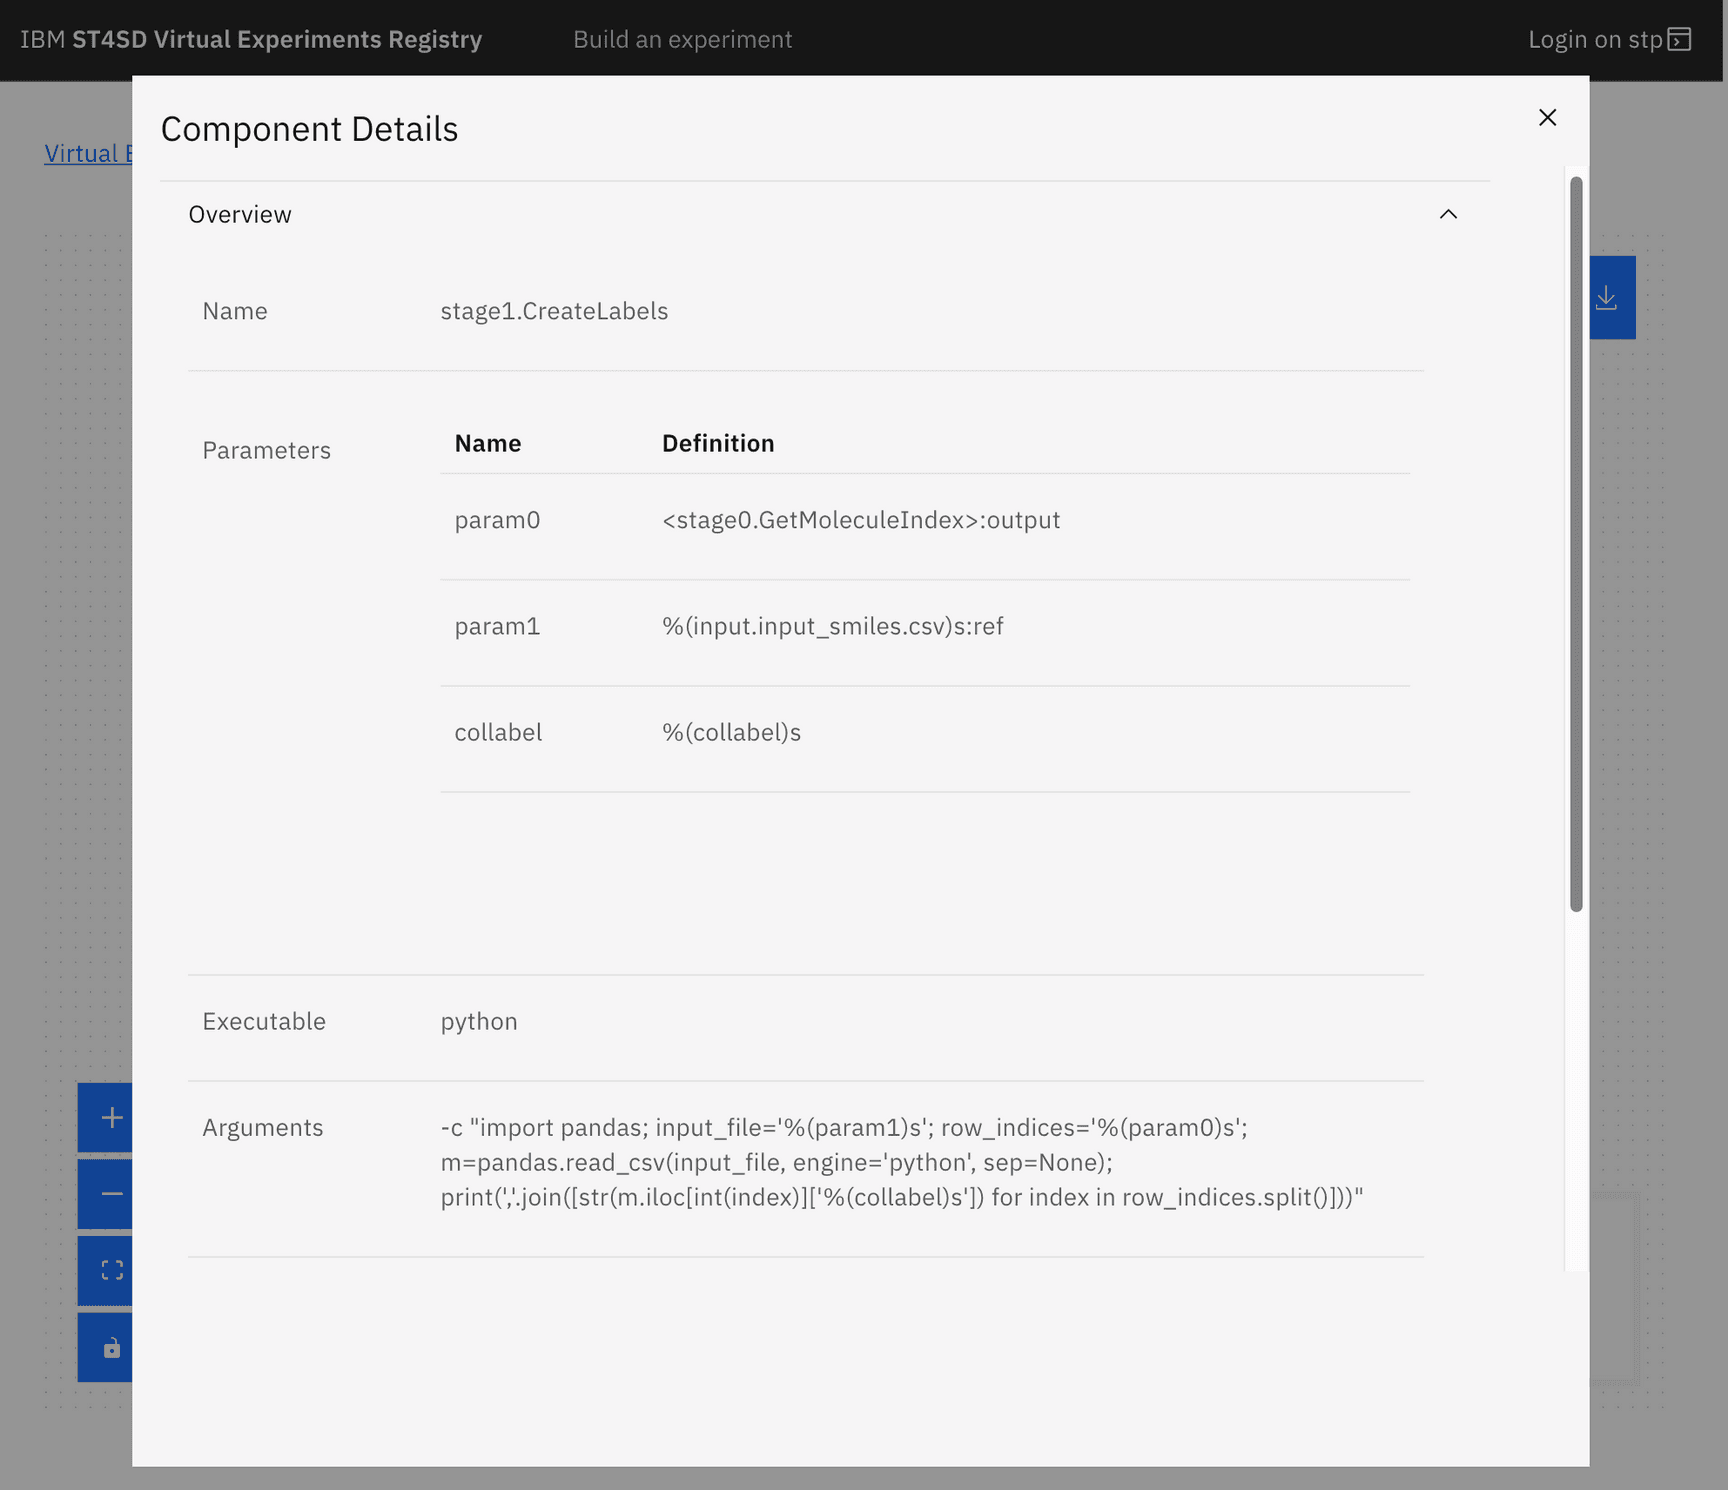 IBM ST4SD Virtual Experiments Registry
Build an experiment
Login on stp
Virtual
Component Details
Overview
Name
stage1.CreateLabels
Parameters
Name
Definition
param0
<stage0.GetMoleculeIndex>:output
param1
%(input.input_smiles.csv)s:ref
collabel
%(collabel)s
Executable
python
Arguments
-c "import pandas; input_file='%(param1)s'; row_indices='%(param0)s';
m=pandas.read_csv(input_file, engine='python', sep=None);
print(','.join([str(m.iloc[int(index)]['%(collabel)s']) for index in row_indices.split()]))"